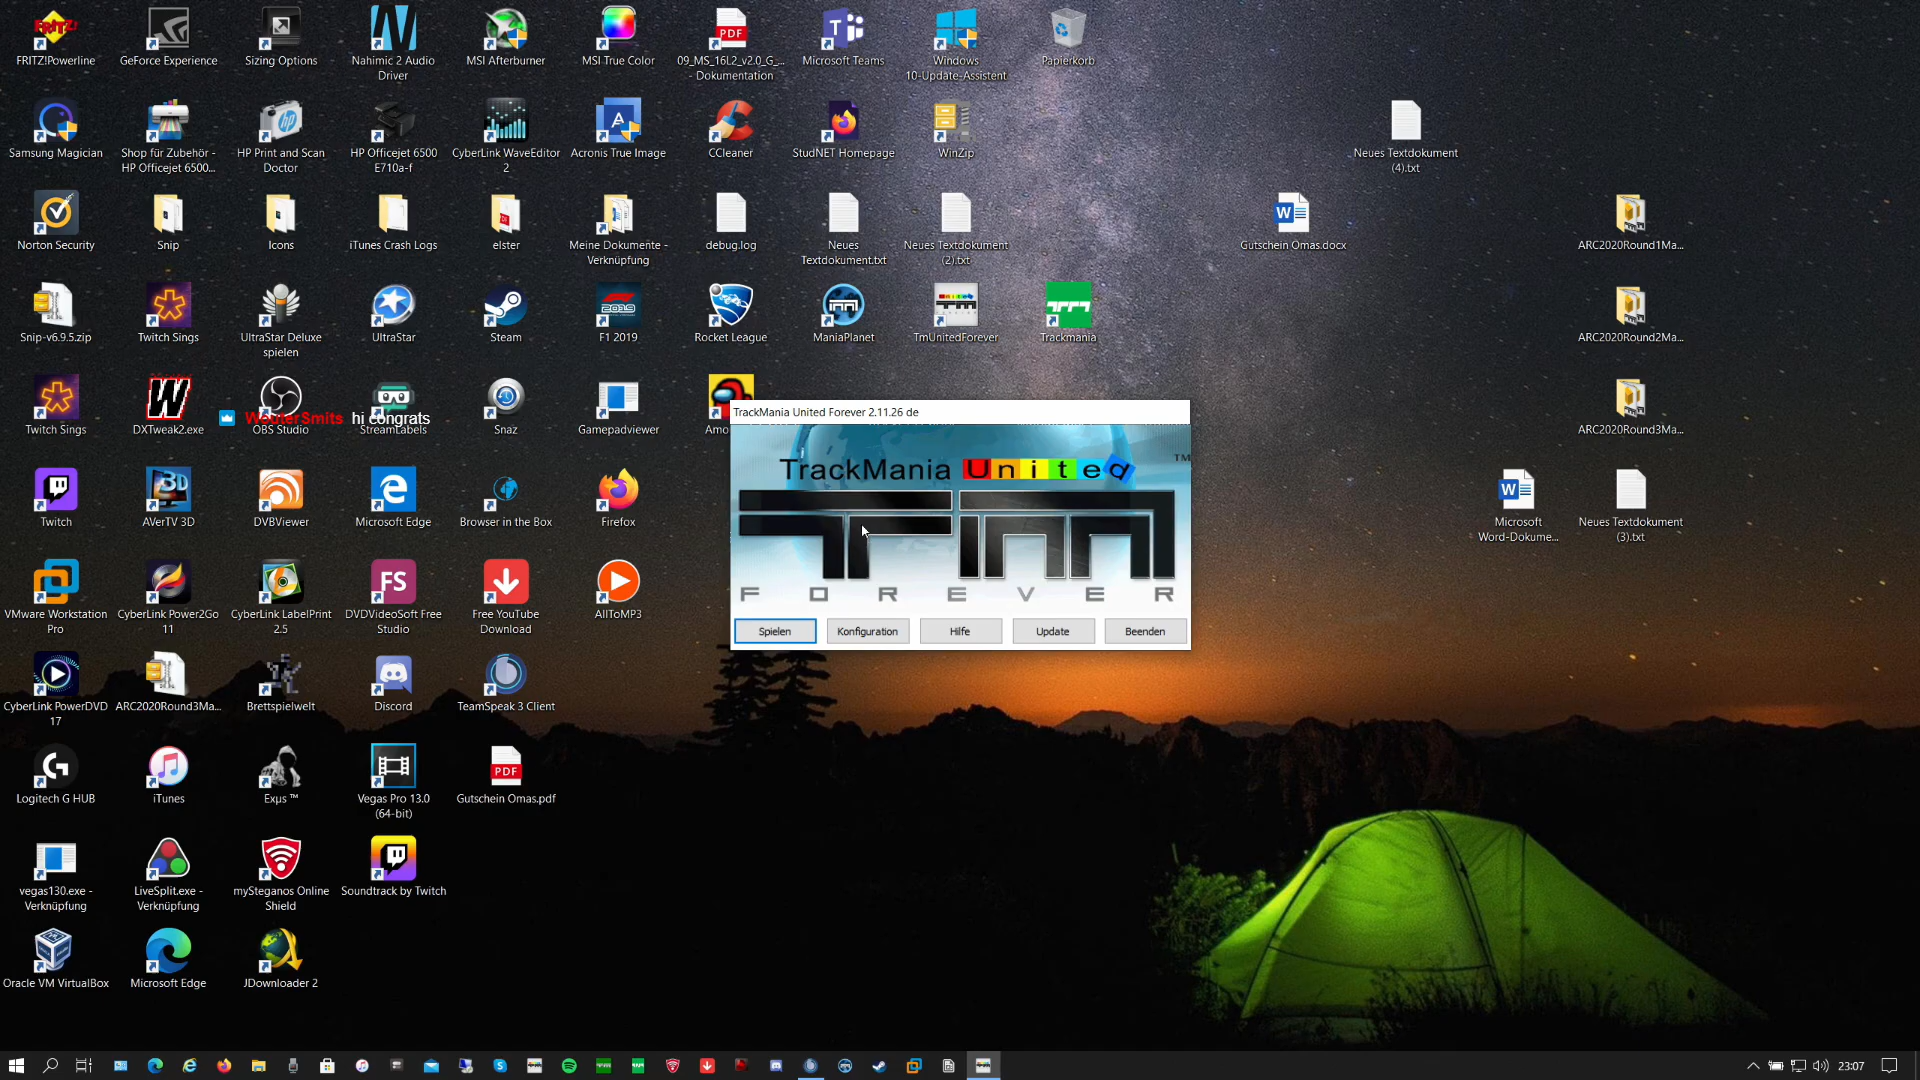 FRITZ!Powerline
GeForce Experience
Sizing Options
Nahimic 2 Audio
Driver
MSI Afterburner
MSI True Color
09_MS_16L2_v2.0_G_...
- Dokumentation
Microsoft Teams
Windows
10-Update-Assistent
Papierkorb
Samsung Magician
Shop für Zubehör -
HP Officejet 6500...
HP Print and Scan
Doctor
HP Officejet 6500
E710a-f
CyberLink WaveEditor
2
Acronis True Image
CCleaner
StudNET Homepage
WinZip
Neues Textdokument
(4).txt
Norton Security
Snip
Icons
iTunes Crash Logs
elster
Meine Dokumente -
Verknüpfung
debug.log
Neues
Textdokument.txt
Neues Textdokument
(2).txt
Gutschein Omas.docx
ARC2020Round1Ma...
Snip-v6.9.5.zip
Twitch Sings
UltraStar Deluxe
spielen
UltraStar
Steam
F1 2019
Rocket League
ManiaPlanet
TmUnitedForever
Trackmania
ARC2020Round2Ma...
Twitch Sings
DXTweak2.exe
OBS Studio
StreamLabels
WouterSmits hi congrats
Snaz
Gamepadviewer
ARC2020Round3Ma...
TrackMania United Forever 2.11.26 de
TrackMania United
TM
FOREVER
Spielen
Konfiguration
Hilfe
Update
Beenden
Twitch
AVerTV 3D
DVBViewer
Microsoft Edge
Browser in the Box
Firefox
Microsoft
Word-Dokume...
Neues Textdokument
(3).txt
VMware Workstation
Pro
CyberLink Power2Go
11
CyberLink LabelPrint
2.5
DVDVideoSoft Free
Studio
Free YouTube
Download
AllToMP3
CyberLink PowerDVD
17
ARC2020Round3Ma...
Brettspielwelt
Discord
TeamSpeak 3 Client
Logitech G HUB
iTunes
Exµs ™
Vegas Pro 13.0
(64-bit)
Gutschein Omas.pdf
vegas130.exe -
Verknüpfung
LiveSplit.exe -
Verknüpfung
mySteganos Online
Shield
Soundtrack by Twitch
Oracle VM VirtualBox
Microsoft Edge
JDownloader 2
23:07